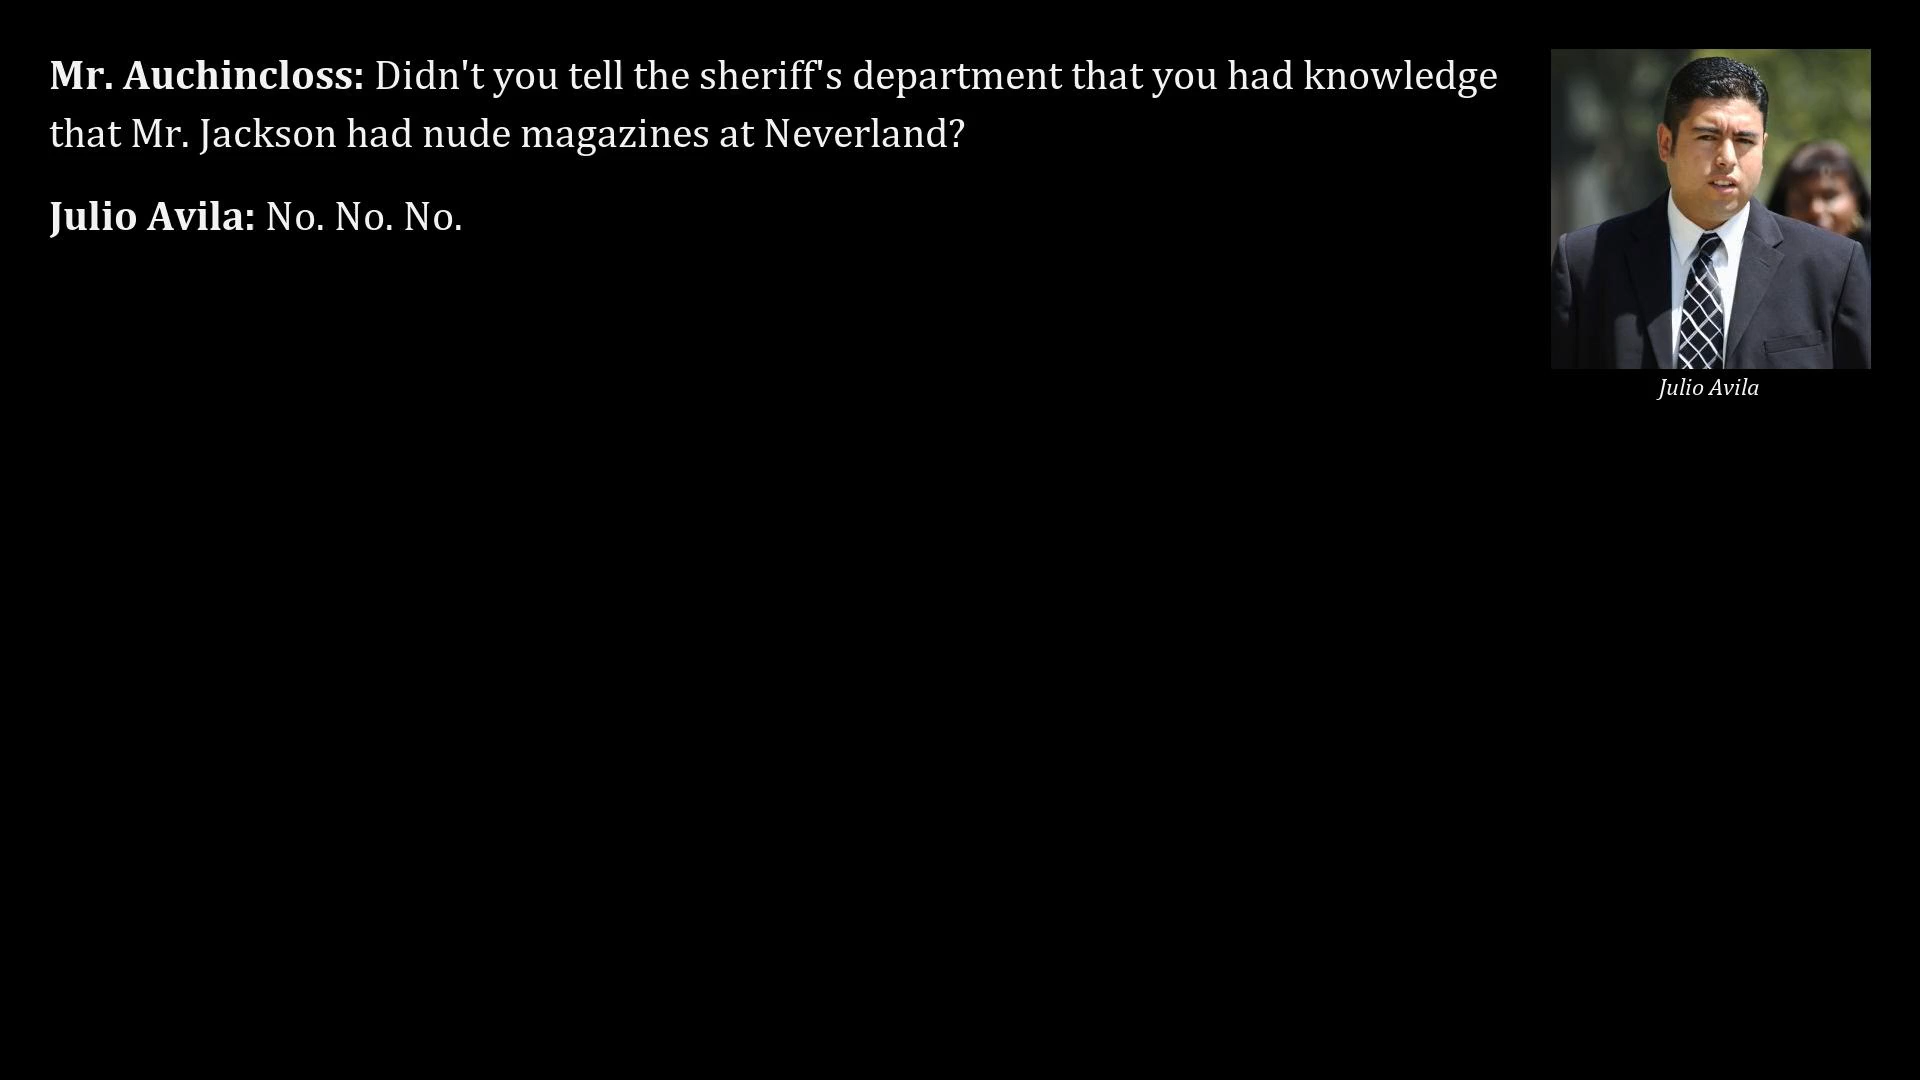 Mr. Auchincloss: Didn't you tell the sheriff's department that you had knowledge
that Mr. Jackson had nude magazines at Neverland?
Julio Avila: No. No. No.
Julio Avila